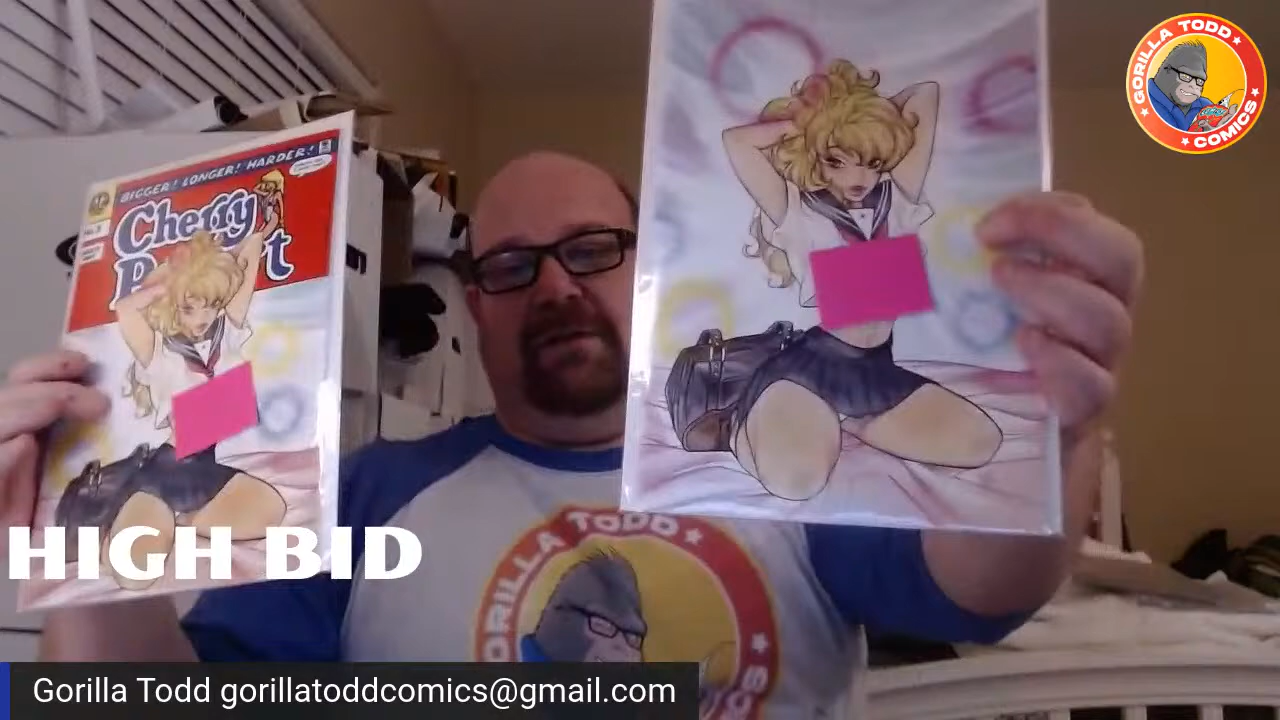 GORILLA TODD
COMICS
BIGGER! LONGER! HARDER!
Cherry
HIGH BID
GORILLA TODD
Gorilla Todd gorillatoddcomics@gmail.com